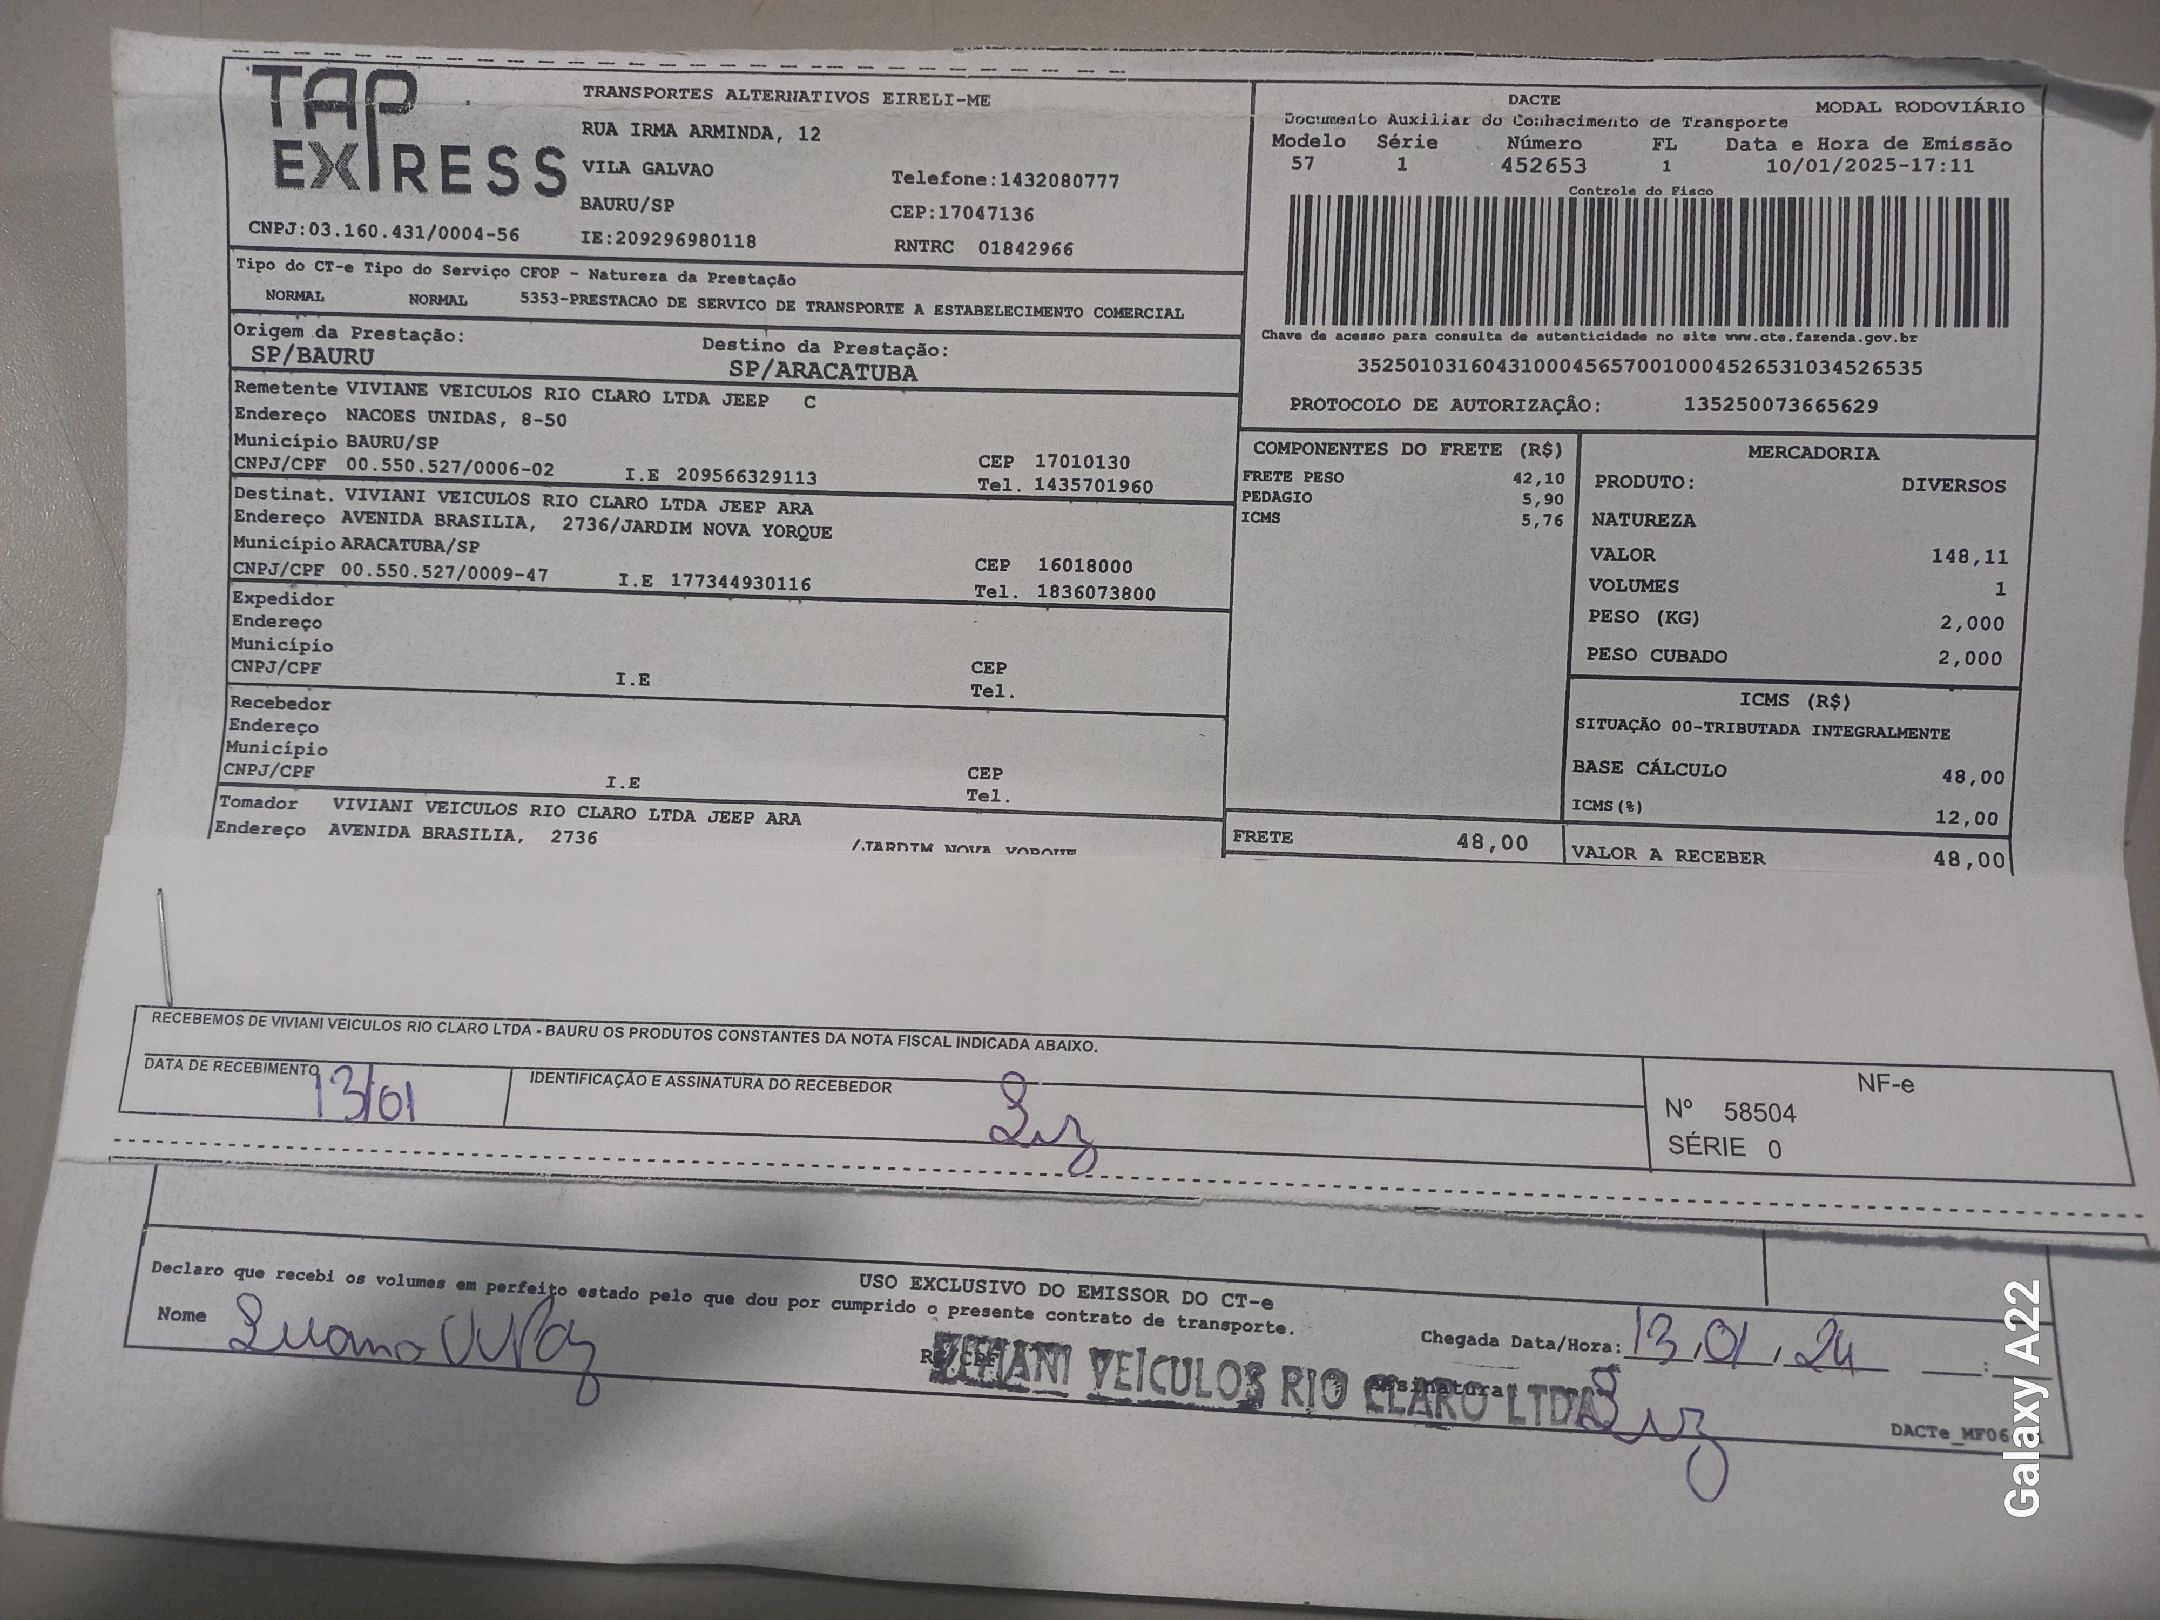 TAP EXPRESS
TRANSPORTES ALTERNATIVOS EIRELI-ME
RUA IRMA ARMINDA, 12
VILA GALVAO
Telefone:1432080777
BAURU/SP
CEP:17047136
CNPJ:03.160.431/0004-56 IE:209296980118 RNTRC 01842966
Tipo do CT-e Tipo do Serviço CFOP - Natureza da Prestação
NORMAL NORMAL 5353-PRESTACAO DE SERVICO DE TRANSPORTE A ESTABELECIMENTO COMERCIAL
Origem da Prestação: Destino da Prestação:
SP/BAURU SP/ARACATUBA
Remetente VIVIANE VEICULOS RIO CLARO LTDA JEEP C
Endereço NACOES UNIDAS, 8-50
Município BAURU/SP CEP 17010130
CNPJ/CPF 00.550.527/0006-02 I.E 209566329113 Tel. 1435701960
Destinat. VIVIANI VEICULOS RIO CLARO LTDA JEEP ARA
Endereço AVENIDA BRASILIA, 2736/JARDIM NOVA YORQUE
Município ARACATUBA/SP CEP 16018000
CNPJ/CPF 00.550.527/0009-47 I.E 177344930116 Tel. 1836073800
Expedidor
Endereço
Município CEP
CNPJ/CPF I.E Tel.
Recebedor
Endereço
Município CEP
CNPJ/CPF I.E Tel.
Tomador VIVIANI VEICULOS RIO CLARO LTDA JEEP ARA
Endereço AVENIDA BRASILIA, 2736 /JARDIM NOVA YORQUE
DACTE MODAL RODOVIÁRIO
Documento Auxiliar do Conhacimento de Transporte
Modelo Série Número FL Data e Hora de Emissão
57 1 452653 1 10/01/2025-17:11
Controle do Fisco
Chave de acesso para consulta de autenticidade no site www.cte.fazenda.gov.br
35250103160431000456570010004526531034526535
PROTOCOLO DE AUTORIZAÇÂO: 135250073665629
COMPONENTES DO FRETE (R$)
FRETE PESO 42,10
PEDAGIO 5,90
ICMS 5,76
FRETE 48,00
MERCADORIA
PRODUTO: DIVERSOS
NATUREZA
VALOR 148,11
VOLUMES 1
PESO (KG) 2,000
PESO CUBADO 2,000
ICMS (R$)
SITUAÇÃO 00-TRIBUTADA INTEGRALMENTE
BASE CÁLCULO 48,00
ICMS(%) 12,00
VALOR A RECEBER 48,00
RECEBEMOS DE VIVIANI VEICULOS RIO CLARO LTDA - BAURU OS PRODUTOS CONSTANTES DA NOTA FISCAL INDICADA ABAIXO.
DATA DE RECEBIMENTO IDENTIFICAÇÃO E ASSINATURA DO RECEBEDOR
13/01
NF-e
Nº 58504
SÉRIE 0
USO EXCLUSIVO DO EMISSOR DO CT-e
Declaro que recebi os volumes em perfeito estado pelo que dou por cumprido o presente contrato de transporte.
Nome Luana
Chegada Data/Hora: 13,01,24 :
VIVIANI VEICULOS RIO CLARO LTDA
Assinatura
Galaxy A22